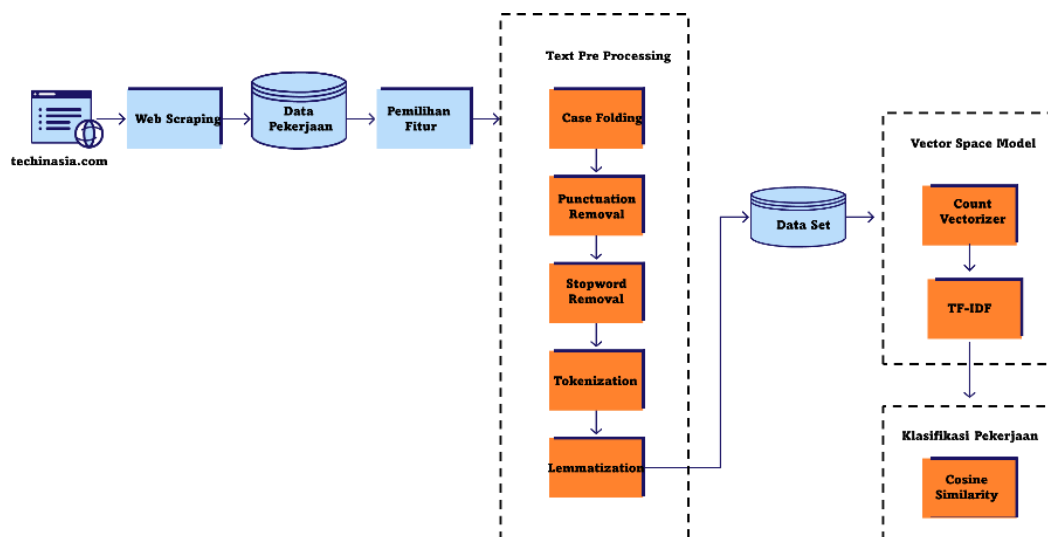 techinasia.com
Web Scraping
Data
Pekerjaan
Pemilihan
Fitur
Text Pre Processing
Case Folding
Punctuation
Removal
Stopword
Removal
Tokenization
Lemmatization
Data Set
Vector Space Model
Count
Vectorizer
TF-IDF
Klasifikasi Pekerjaan
Cosine
Similarity